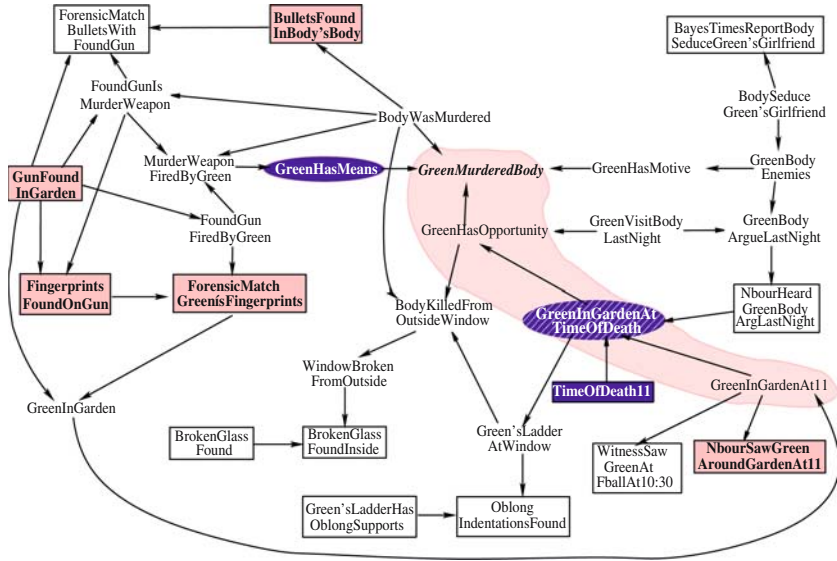 ForensicMatch
BulletsWith
FoundGun
BulletsFound
InBody'sBody
BayesTimesReportBody
SeduceGreen'sGirlfriend
FoundGunIs
MurderWeapon
BodyWasMurdered
BodySeduce
Green'sGirlfriend
MurderWeapon
FiredByGreen
GreenHasMeans
GreenMurderedBody
GreenHasMotive
GreenBody
Enemies
GunFound
InGarden
FoundGun
FiredByGreen
GreenHasOpportunity
GreenVisitBody
LastNight
GreenBody
ArgueLastNight
Fingerprints
FoundOnGun
ForensicMatch
GreenísFingerprints
BodyKilledFrom
OutsideWindow
GreenInGardenAt
TimeOfDeath
NbourHeard
GreenBody
ArgLastNight
WindowBroken
FromOutside
TimeOfDeath11
GreenInGardenAt11
GreenInGarden
BrokenGlass
Found
BrokenGlass
FoundInside
Green'sLadder
AtWindow
WitnessSaw
GreenAt
FballAt10:30
NbourSawGreen
AroundGardenAt11
Green'sLadderHas
OblongSupports
Oblong
IndentationsFound